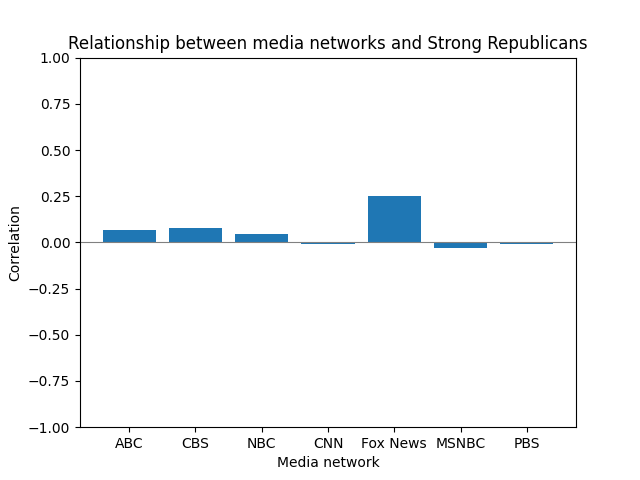 Relationship between media networks and Strong Republicans
1.00
0.75
0.50
0.25
0.00
−0.25
−0.50
−0.75
−1.00
Correlation
ABC CBS NBC CNN Fox News MSNBC PBS
Media network